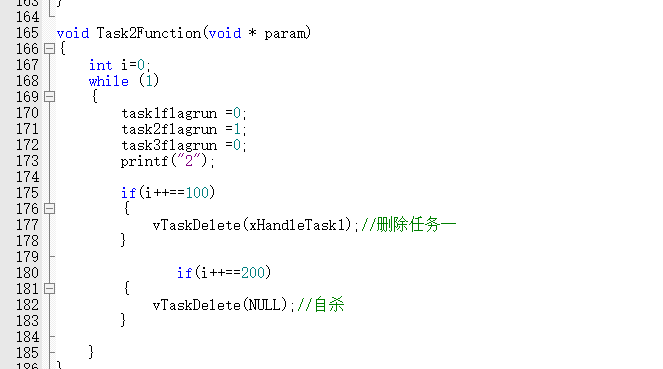 163 }
164
165 void Task2Function(void * param)
166 {
167 int i=0;
168 while (1)
169 {
170 task1flagrun =0;
171 task2flagrun =1;
172 task3flagrun =0;
173 printf("2");
174
175 if(i++==100)
176 {
177 vTaskDelete(xHandleTask1);//删除任务一
178 }
179
180 if(i++==200)
181 {
182 vTaskDelete(NULL);//自杀
183 }
184
185 }
186 }